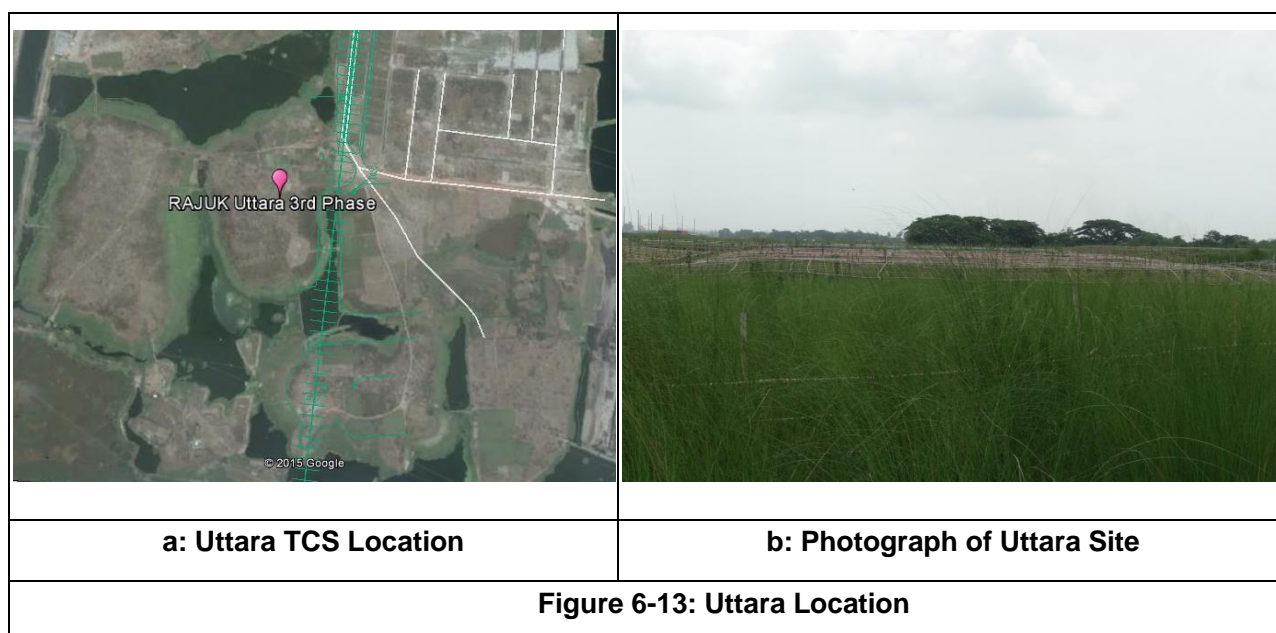 RAJUK Uttara 3rd Phase
© 2015 Google
a: Uttara TCS Location
b: Photograph of Uttara Site
Figure 6-13: Uttara Location